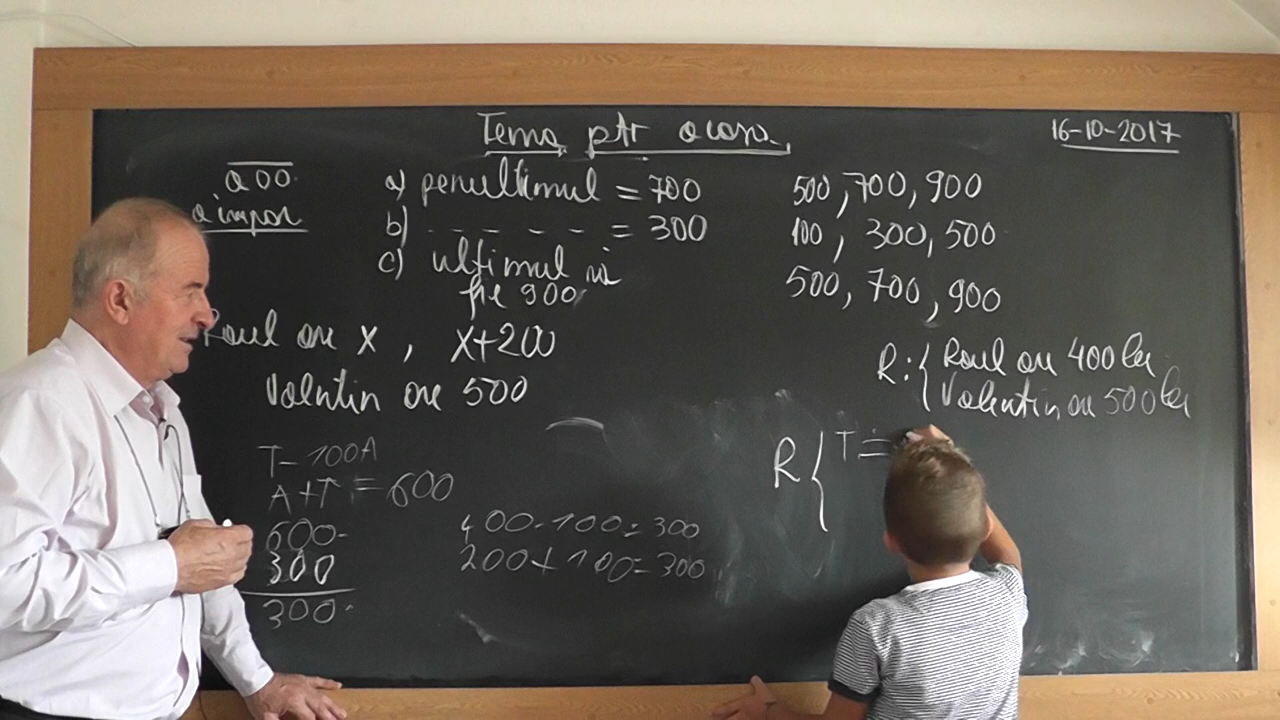 Tema ptr acasa
16-10-2017
a00
a impar
a) penultimul = 700
500, 700, 900
b) - - - - - = 300
100, 300, 500
c) ultimul
fie 900
500, 700, 900
Raul are x, x+200
Valentin are 500
R: { Raul are 400 lei
Valentin are 500 lei
T-100A
A+T=600
600-
300
300
400-100=300
200+100=300
R { T=